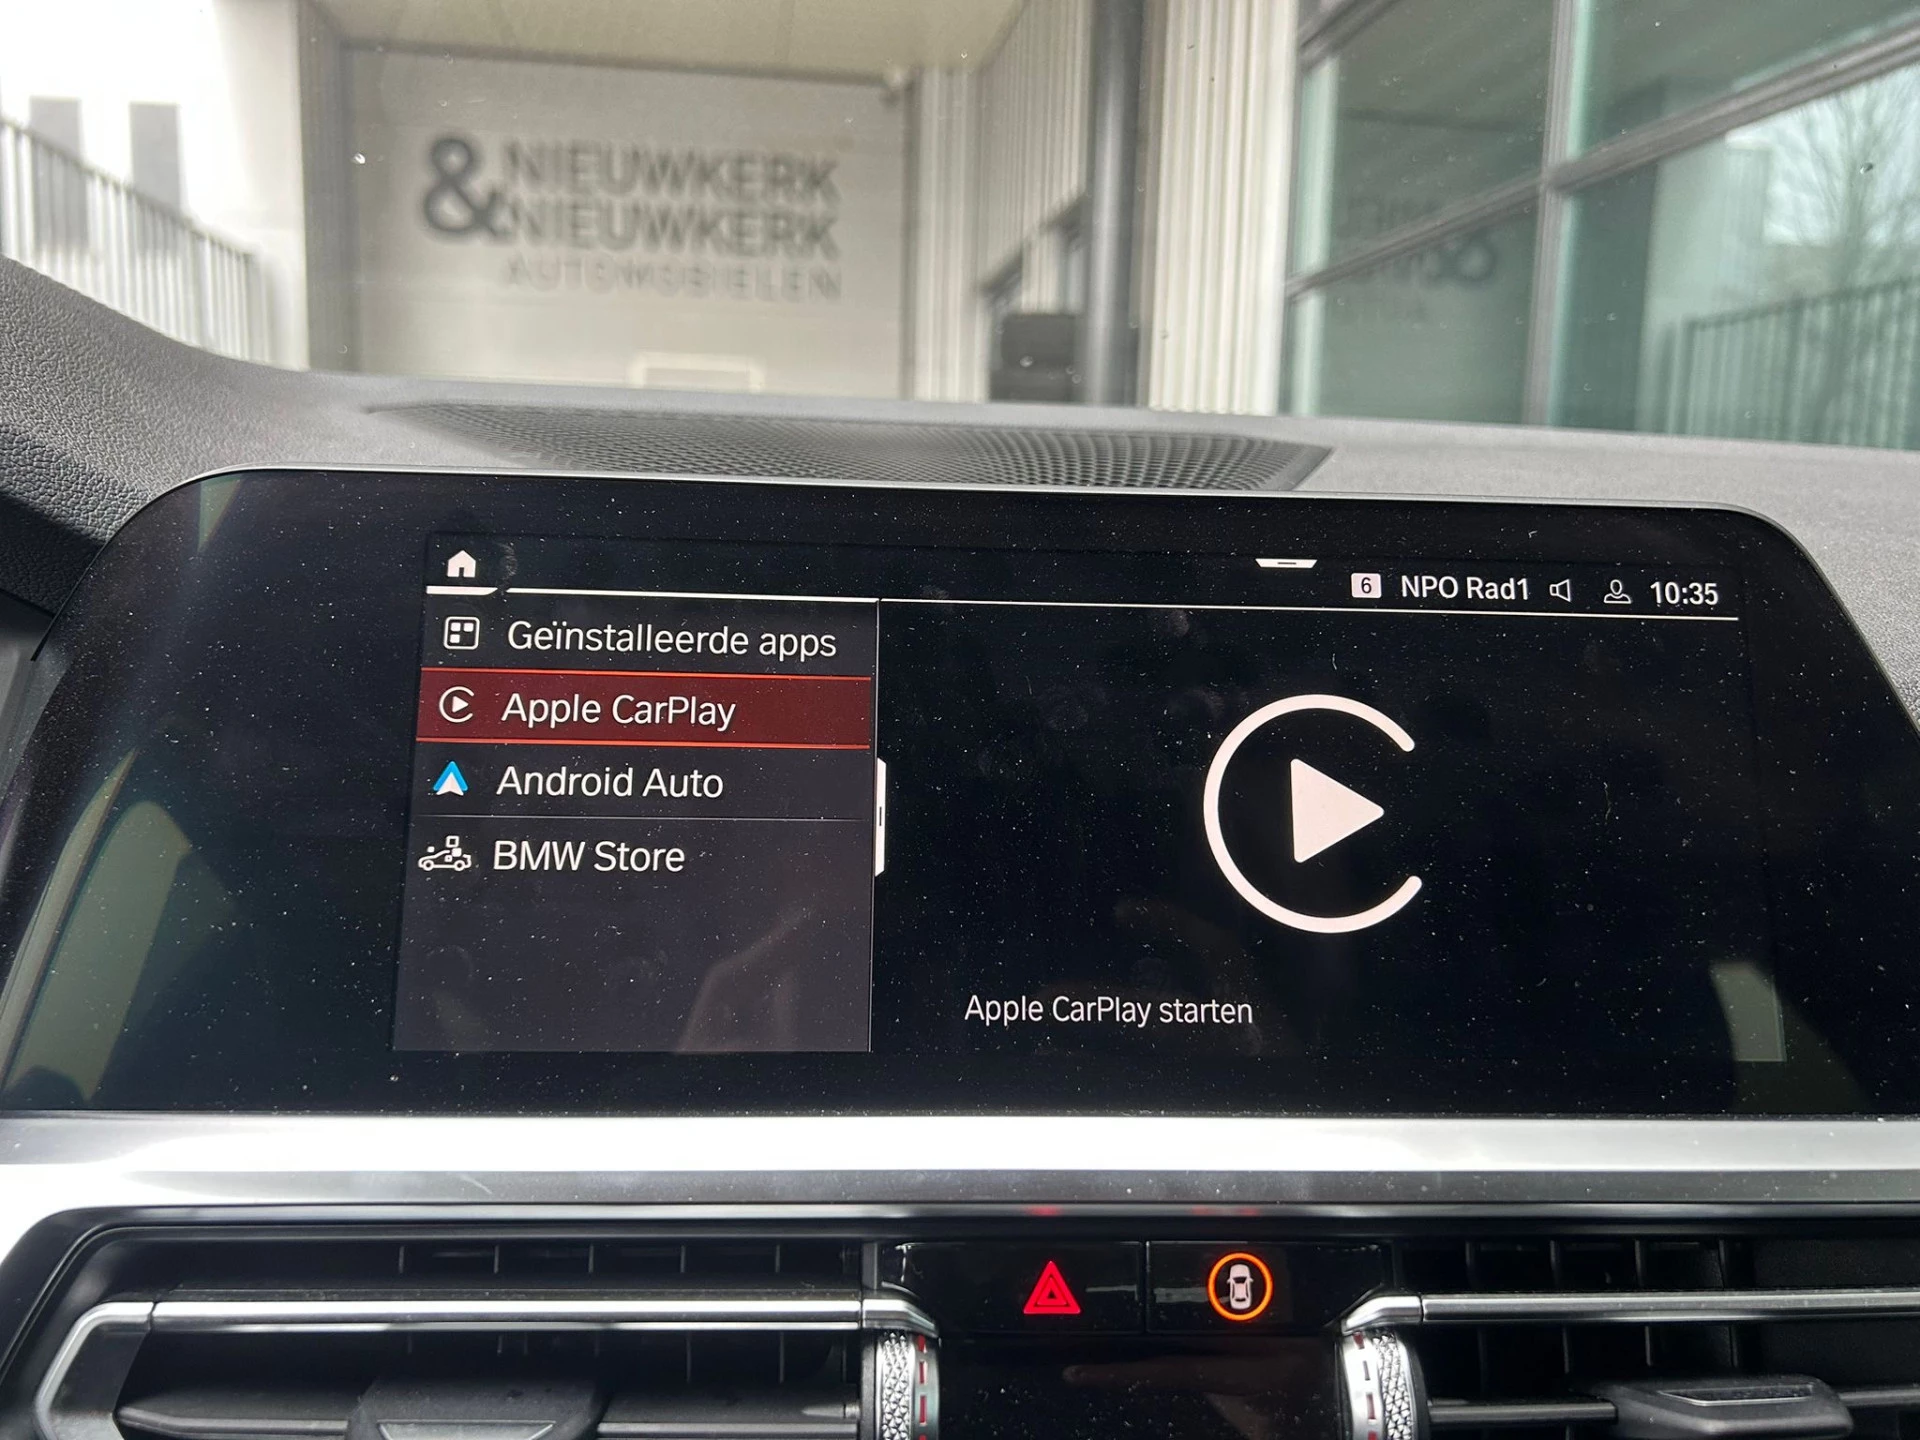 & NIEUWKERK
NIEUWKERK
AUTOMOBIELEN
6 NPO Rad1 10:35
Geïnstalleerde apps
Apple CarPlay
Android Auto
BMW Store
Apple CarPlay starten